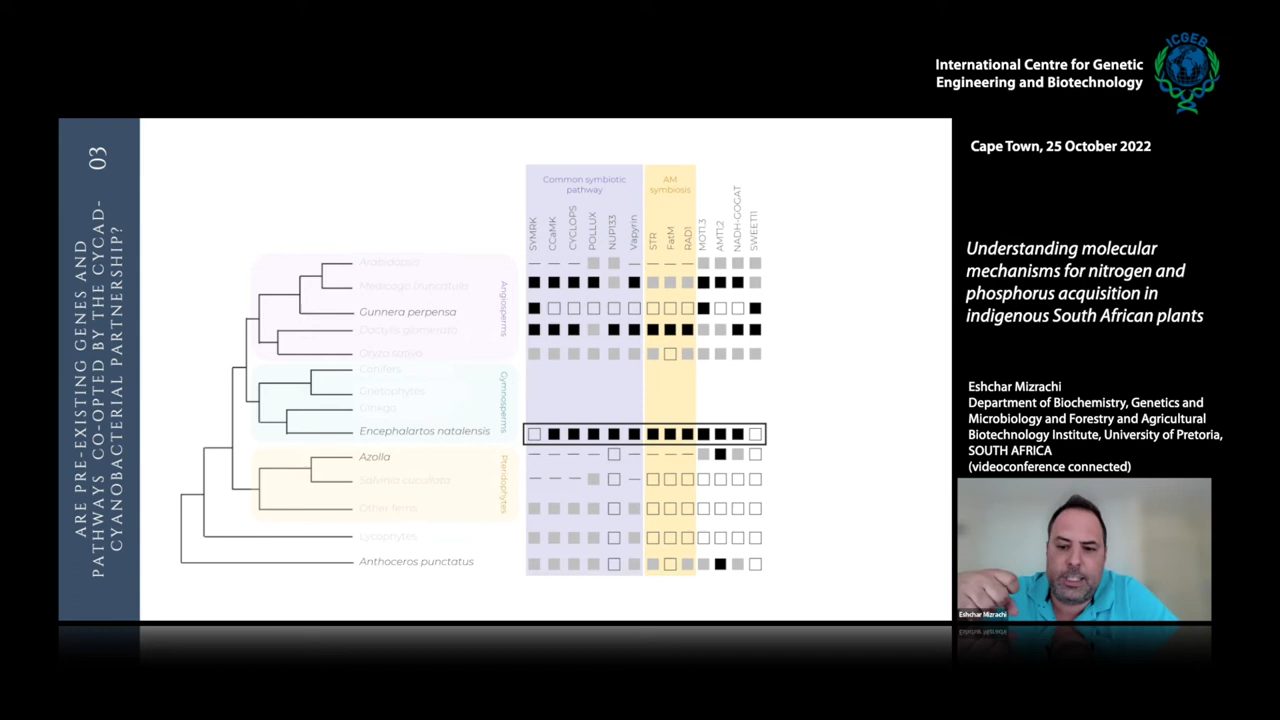 ICGEB
International Centre for Genetic
Engineering and Biotechnology
Cape Town, 25 October 2022
Understanding molecular
mechanisms for nitrogen and
phosphorus acquisition in
indigenous South African plants
Eshchar Mizrachi
Department of Biochemistry, Genetics and
Microbiology and Forestry and Agricultural
Biotechnology Institute, University of Pretoria,
SOUTH AFRICA
(videoconference connected)
Eshchar Mizrachi
03
ARE PRE-EXISTING GENES AND
PATHWAYS CO-OPTED BY THE CYCAD-
CYANOBACTERIAL PARTNERSHIP?
Common symbiotic
pathway
AM
symbiosis
SYMRK
CCaMK
CYCLOPS
POLLUX
NUP133
Vapyrin
STR
FatM
RAD1
MOT1;3
AMT1;2
NADH-GOGAT
SWEET11
Arabidopsis
Medicago truncatula
Gunnera perpensa
Dactylis glomerata
Oryza sativa
Angiosperms
Conifers
Gnetophytes
Ginkgo
Encephalartos natalensis
Gymnosperms
Azolla
Salvinia cucullata
Other ferns
Pteridophytes
Lycophytes
Anthoceros punctatus